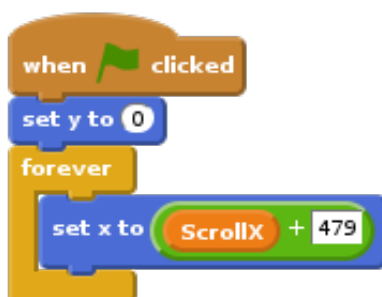 when clicked
set y to 0
forever
set x to ScrollX + 479